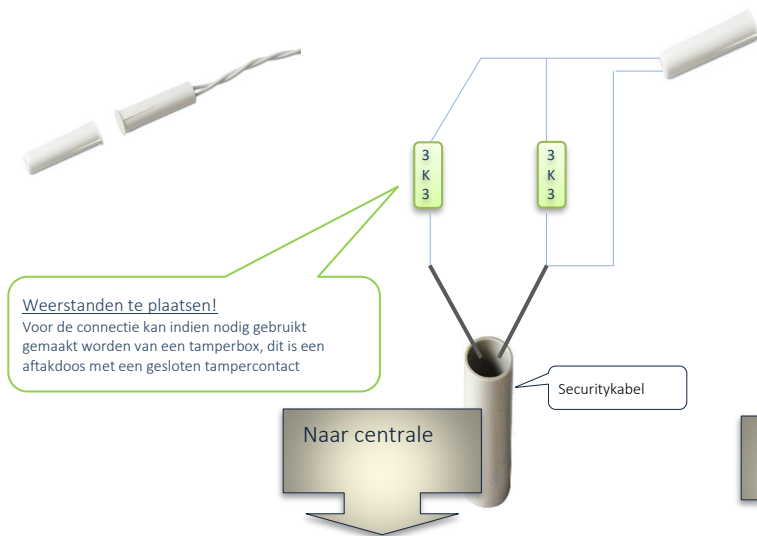 3
K
3
3
K
3
Weerstanden te plaatsen!
Voor de connectie kan indien nodig gebruikt
gemaakt worden van een tamperbox, dit is een
aftakdoos met een gesloten tampercontact
Securitykabel
Naar centrale